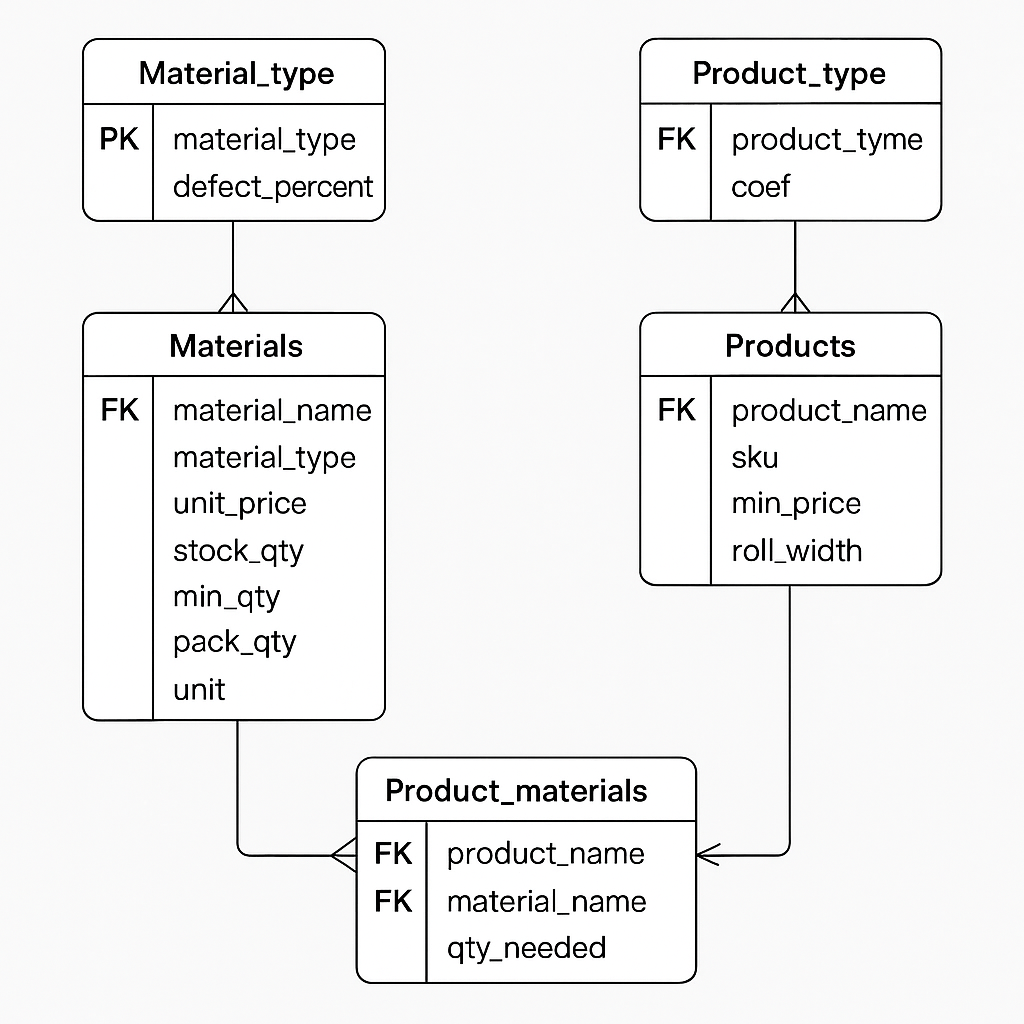 Material_type
PK material_type
defect_percent
Product_type
FK product_tyme
coef
Materials
FK material_name
material_type
unit_price
stock_qty
min_qty
pack_qty
unit
Products
FK product_name
sku
min_price
roll_width
Product_materials
FK product_name
FK material_name
qty_needed